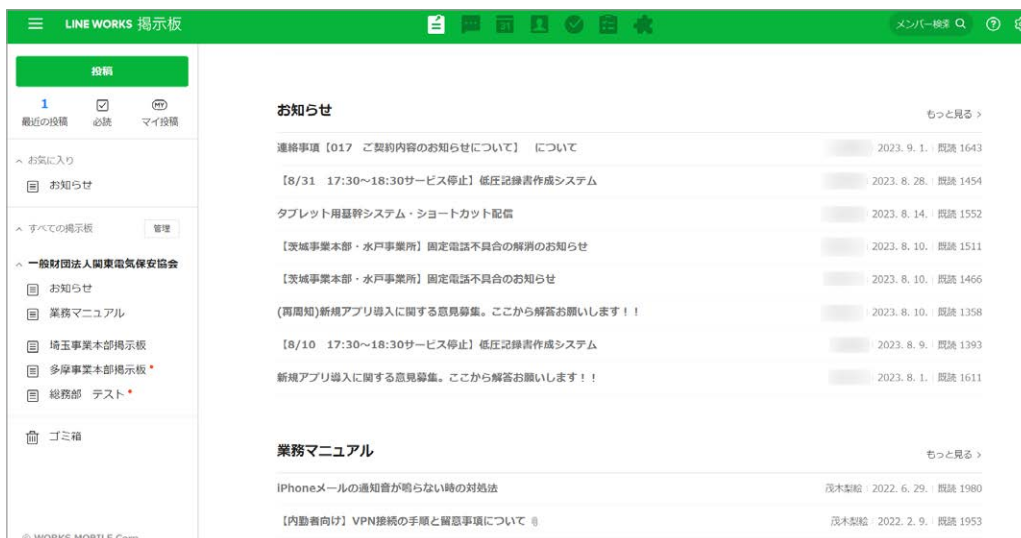 LINE WORKS 掲示板
31
メンバー検索
投稿
1
最近の投稿
必読
MY
マイ投稿
お気に入り
お知らせ
すべての掲示板
管理
一般財団法人関東電気保安協会
お知らせ
業務マニュアル
埼玉事業本部掲示板
多摩事業本部掲示板
総務部 テスト
ゴミ箱
© WORKS MOBILE Corp.
お知らせ
もっと見る >
連絡事項【017 ご契約内容のお知らせについて】 について 2023. 9. 1. 既読 1643
【8/31 17:30~18:30サービス停止】低圧記録書作成システム 2023. 8. 28. 既読 1454
タブレット用基幹システム・ショートカット配信 2023. 8. 14. 既読 1552
【茨城事業本部・水戸事業所】固定電話不具合の解消のお知らせ 2023. 8. 10. 既読 1511
【茨城事業本部・水戸事業所】固定電話不具合のお知らせ 2023. 8. 10. 既読 1466
(再周知)新規アプリ導入に関する意見募集。ここから解答お願いします!! 2023. 8. 10. 既読 1358
【8/10 17:30~18:30サービス停止】低圧記録書作成システム 2023. 8. 9. 既読 1393
新規アプリ導入に関する意見募集。ここから解答お願いします!! 2023. 8. 1. 既読 1611
業務マニュアル
もっと見る >
iPhoneメールの通知音が鳴らない時の対処法 茂木梨絵 2022. 6. 29. 既読 1980
【内勤者向け】VPN接続の手順と留意事項について 茂木梨絵 2022. 2. 9. 既読 1953